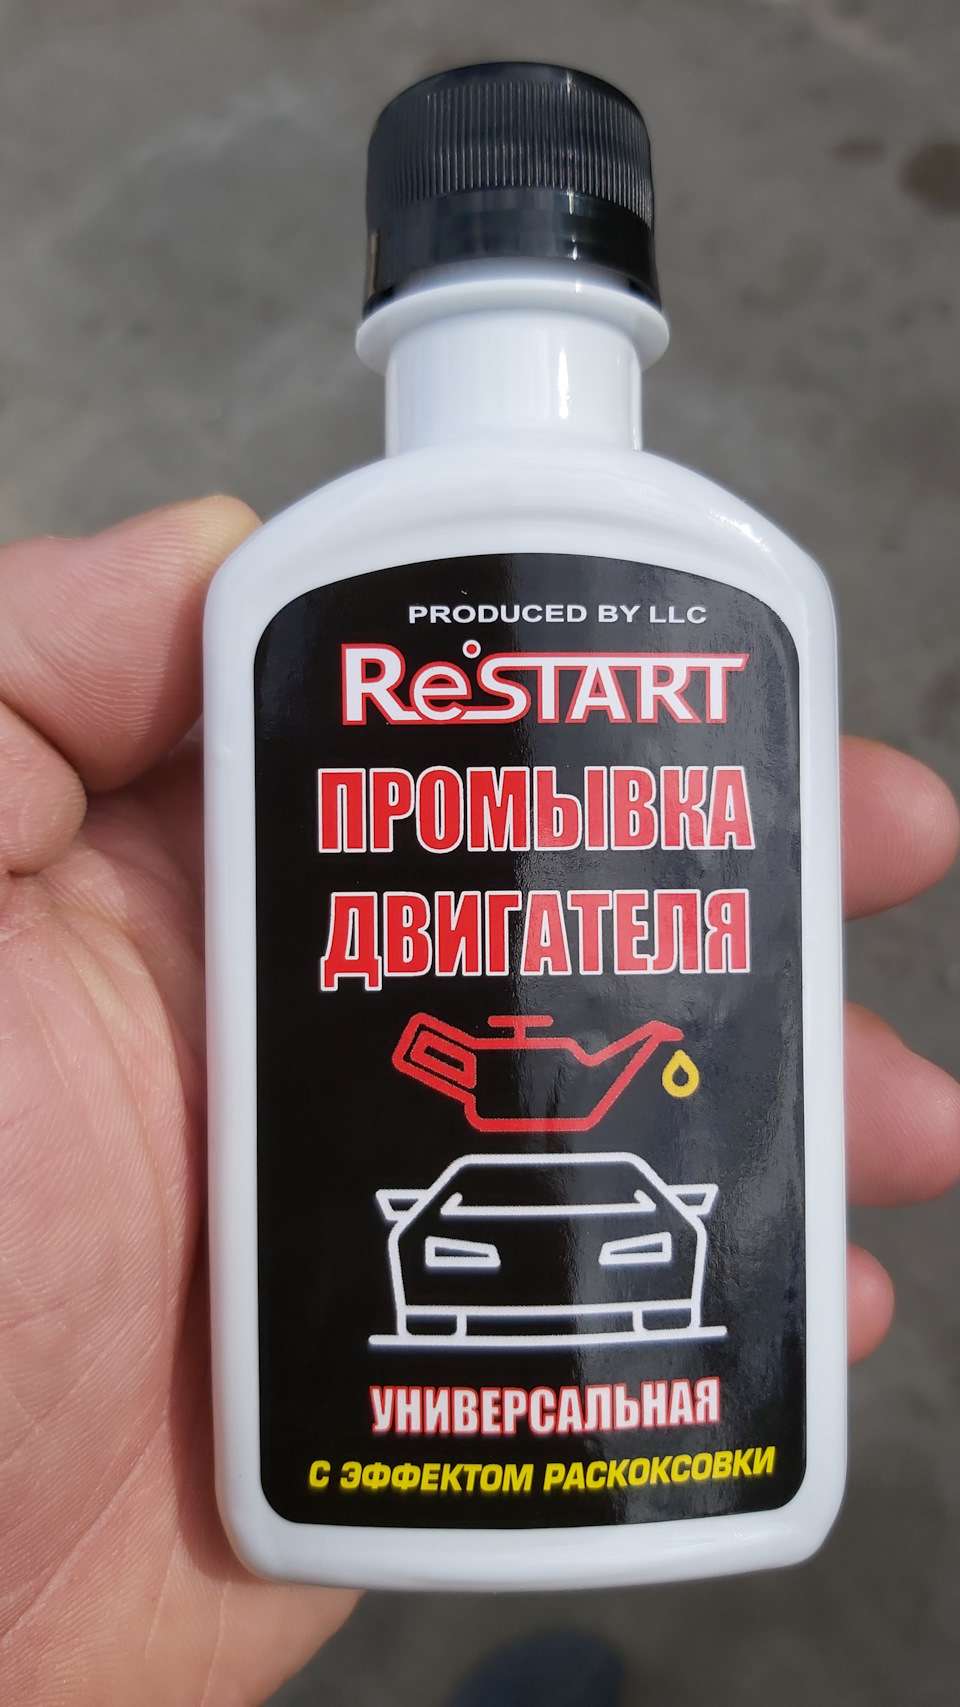 PRODUCED BY LLC
ReSTART
ПРОМЫВКА
ДВИГАТЕЛЯ
УНИВЕРСАЛЬНАЯ
С ЭФФЕКТОМ РАСКОКСОВКИ